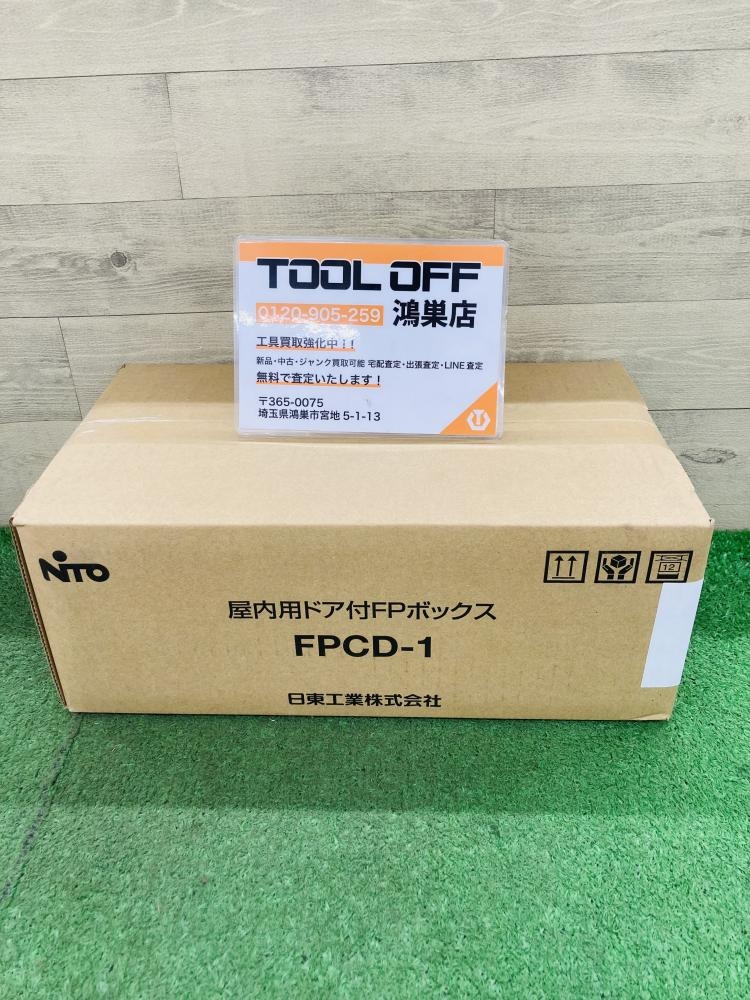 TOOL OFF
0120-905-259 鴻巣店
工具買取強化中!!
新品・中古・ジャンク買取可能 宅配査定・出張査定・LINE査定
無料で査定いたします!
〒365-0075
埼玉県鴻巣市宮地 5-1-13
NITO
12
屋内用ドア付FPボックス
FPCD-1
日東工業株式会社